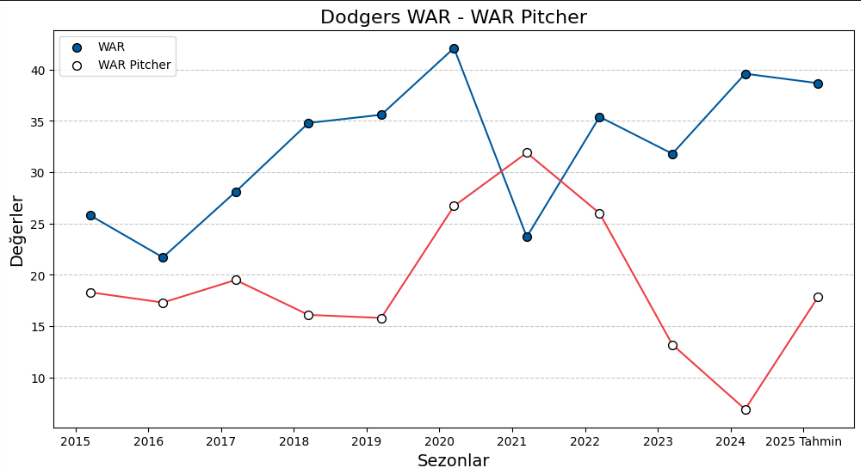 Dodgers WAR - WAR Pitcher
WAR
WAR Pitcher
40
35
30
25
20
15
10
Değerler
2015 2016 2017 2018 2019 2020 2021 2022 2023 2024 2025 Tahmin
Sezonlar